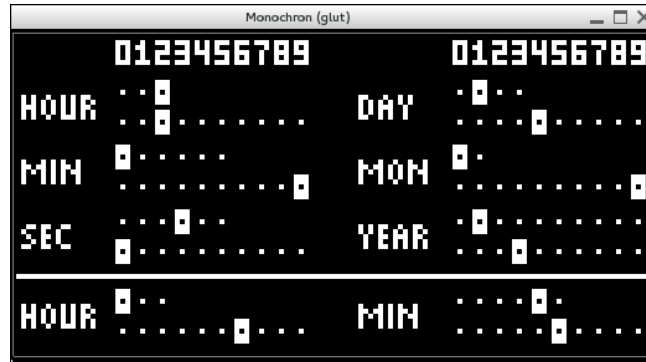 Monochron (glut)
0123456789 0123456789
HOUR DAY
MIN MON
SEC YEAR
HOUR MIN